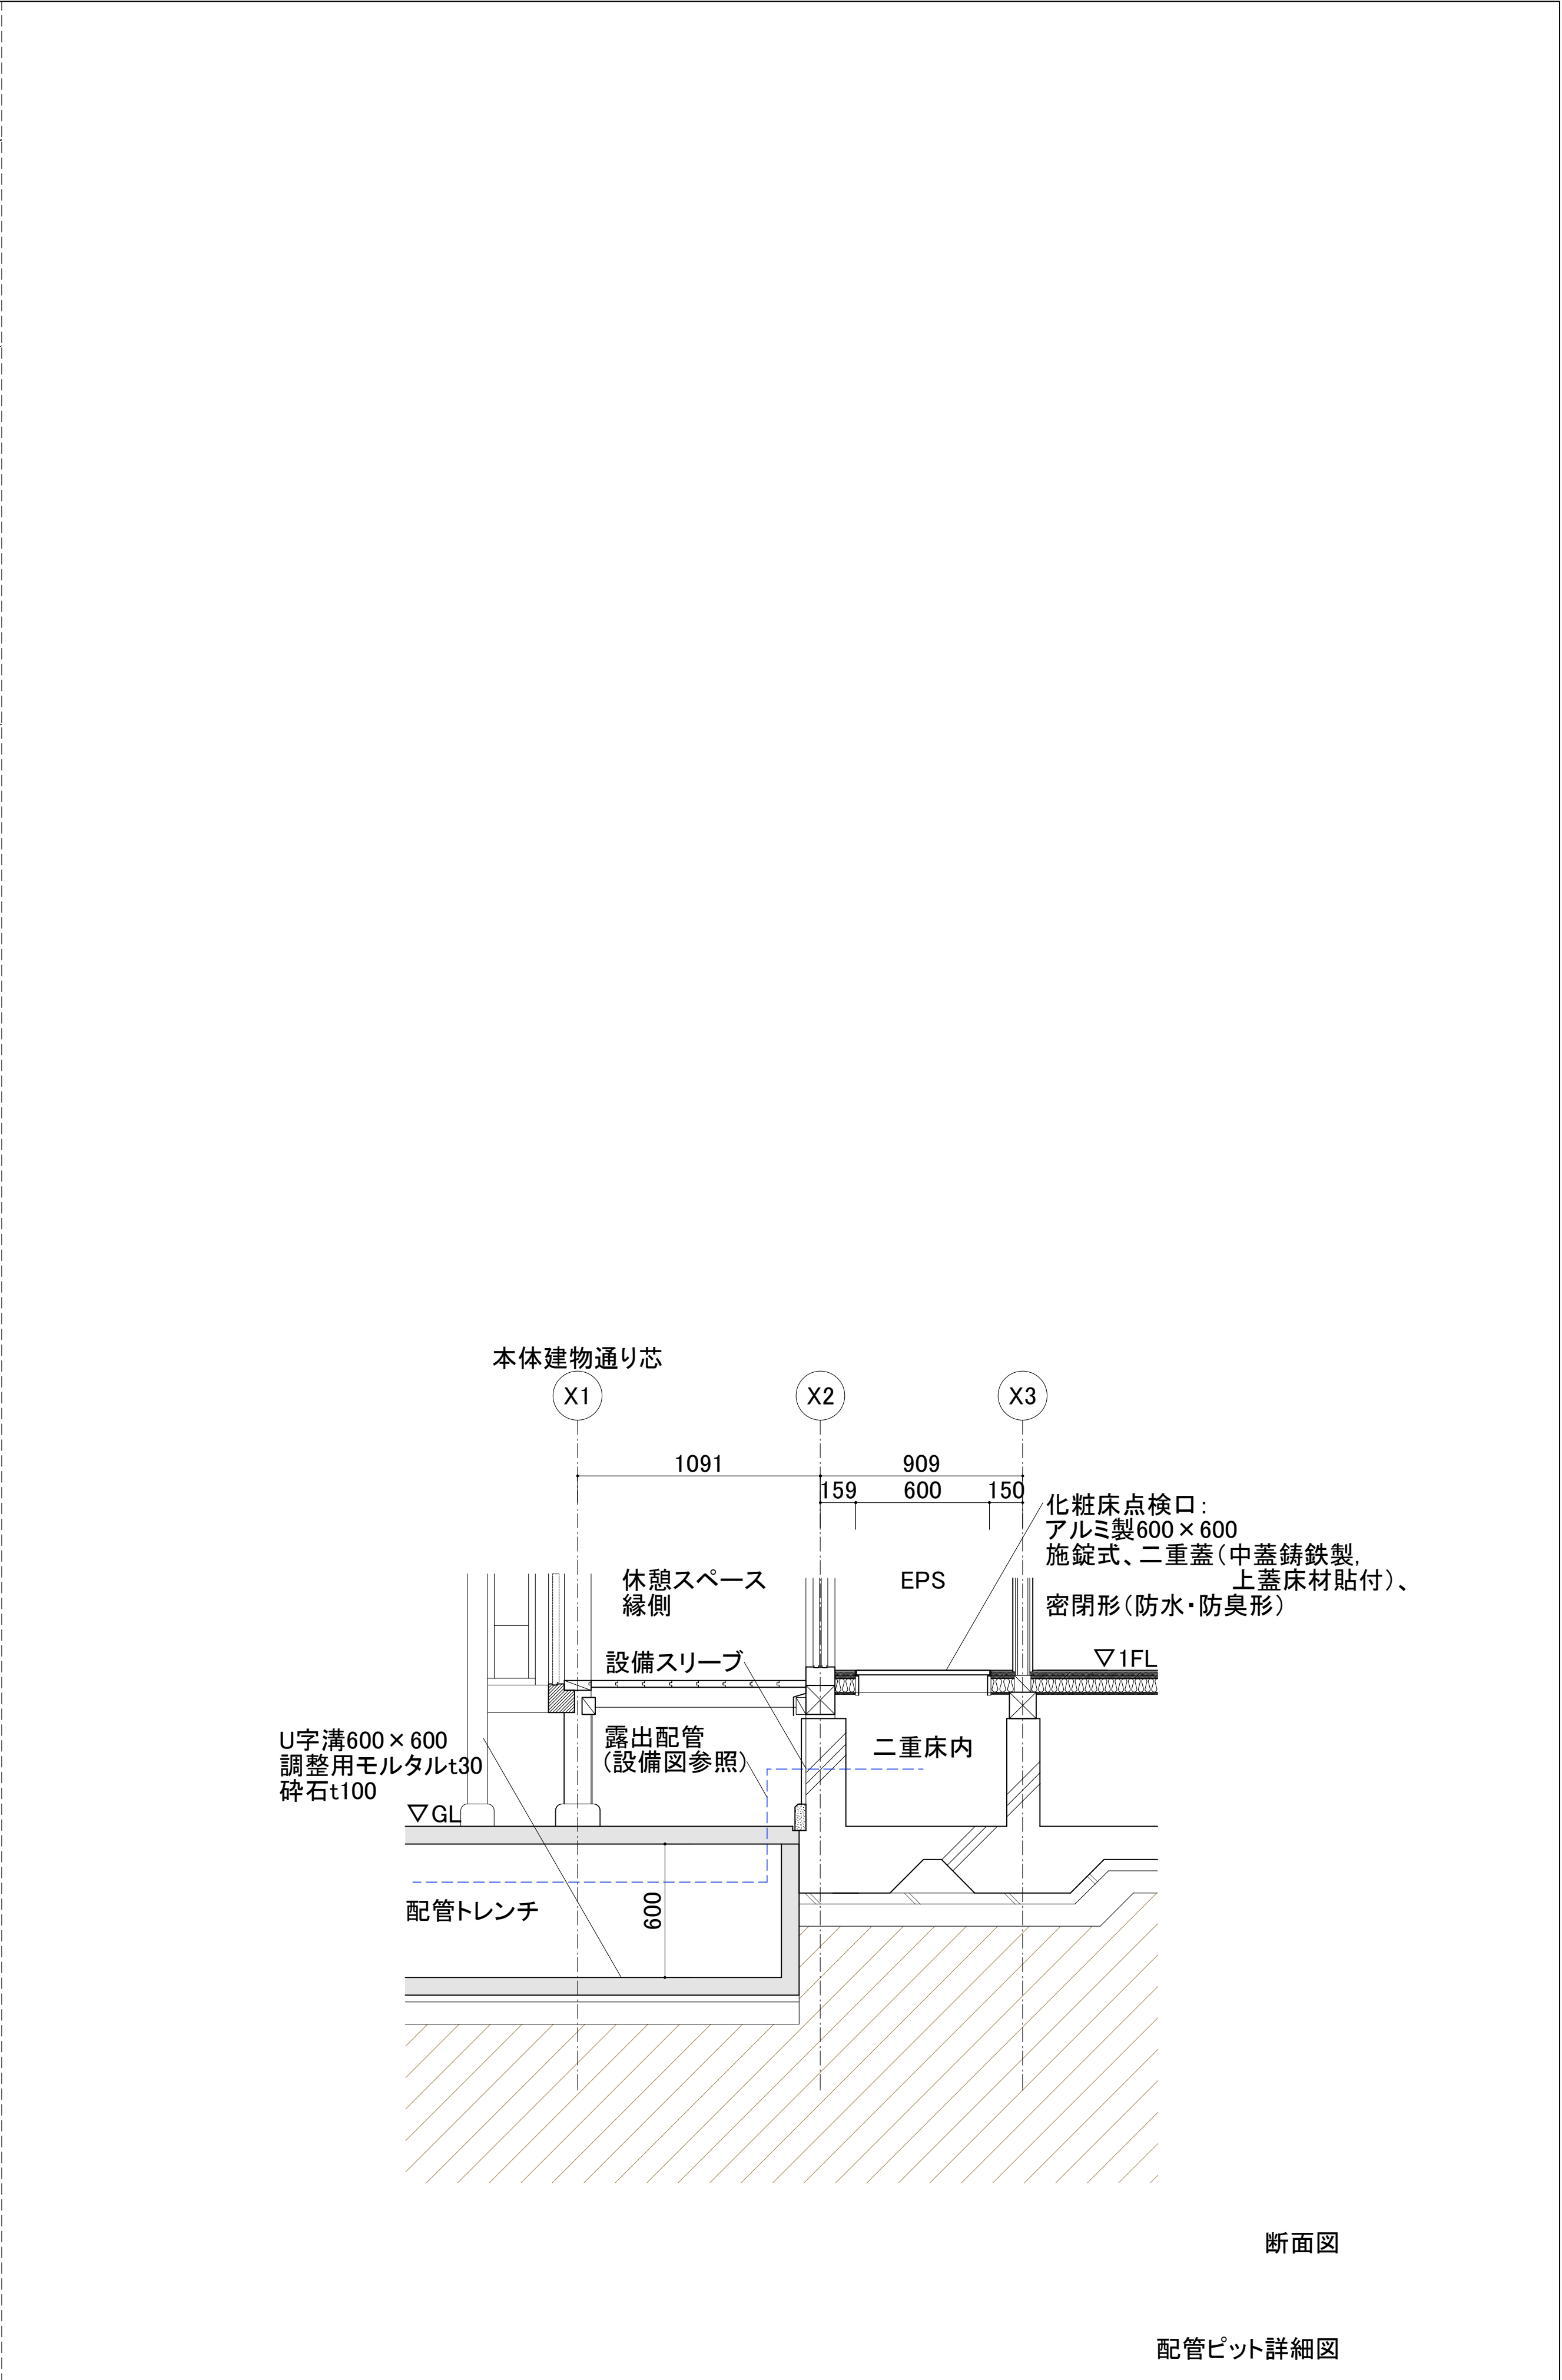 本体建物通り芯
X1
X2
X3
1091
909
159
600
150
化粧床点検口：
アルミ製600×600
施錠式、二重蓋（中蓋鋳鉄製,
上蓋床材貼付）、
密閉形（防水・防臭形）
休憩スペース
縁側
EPS
▽1FL
設備スリーブ
露出配管
(設備図参照)
二重床内
U字溝600×600
調整用モルタルt30
砕石t100
▽GL
配管トレンチ
600
断面図
配管ピット詳細図